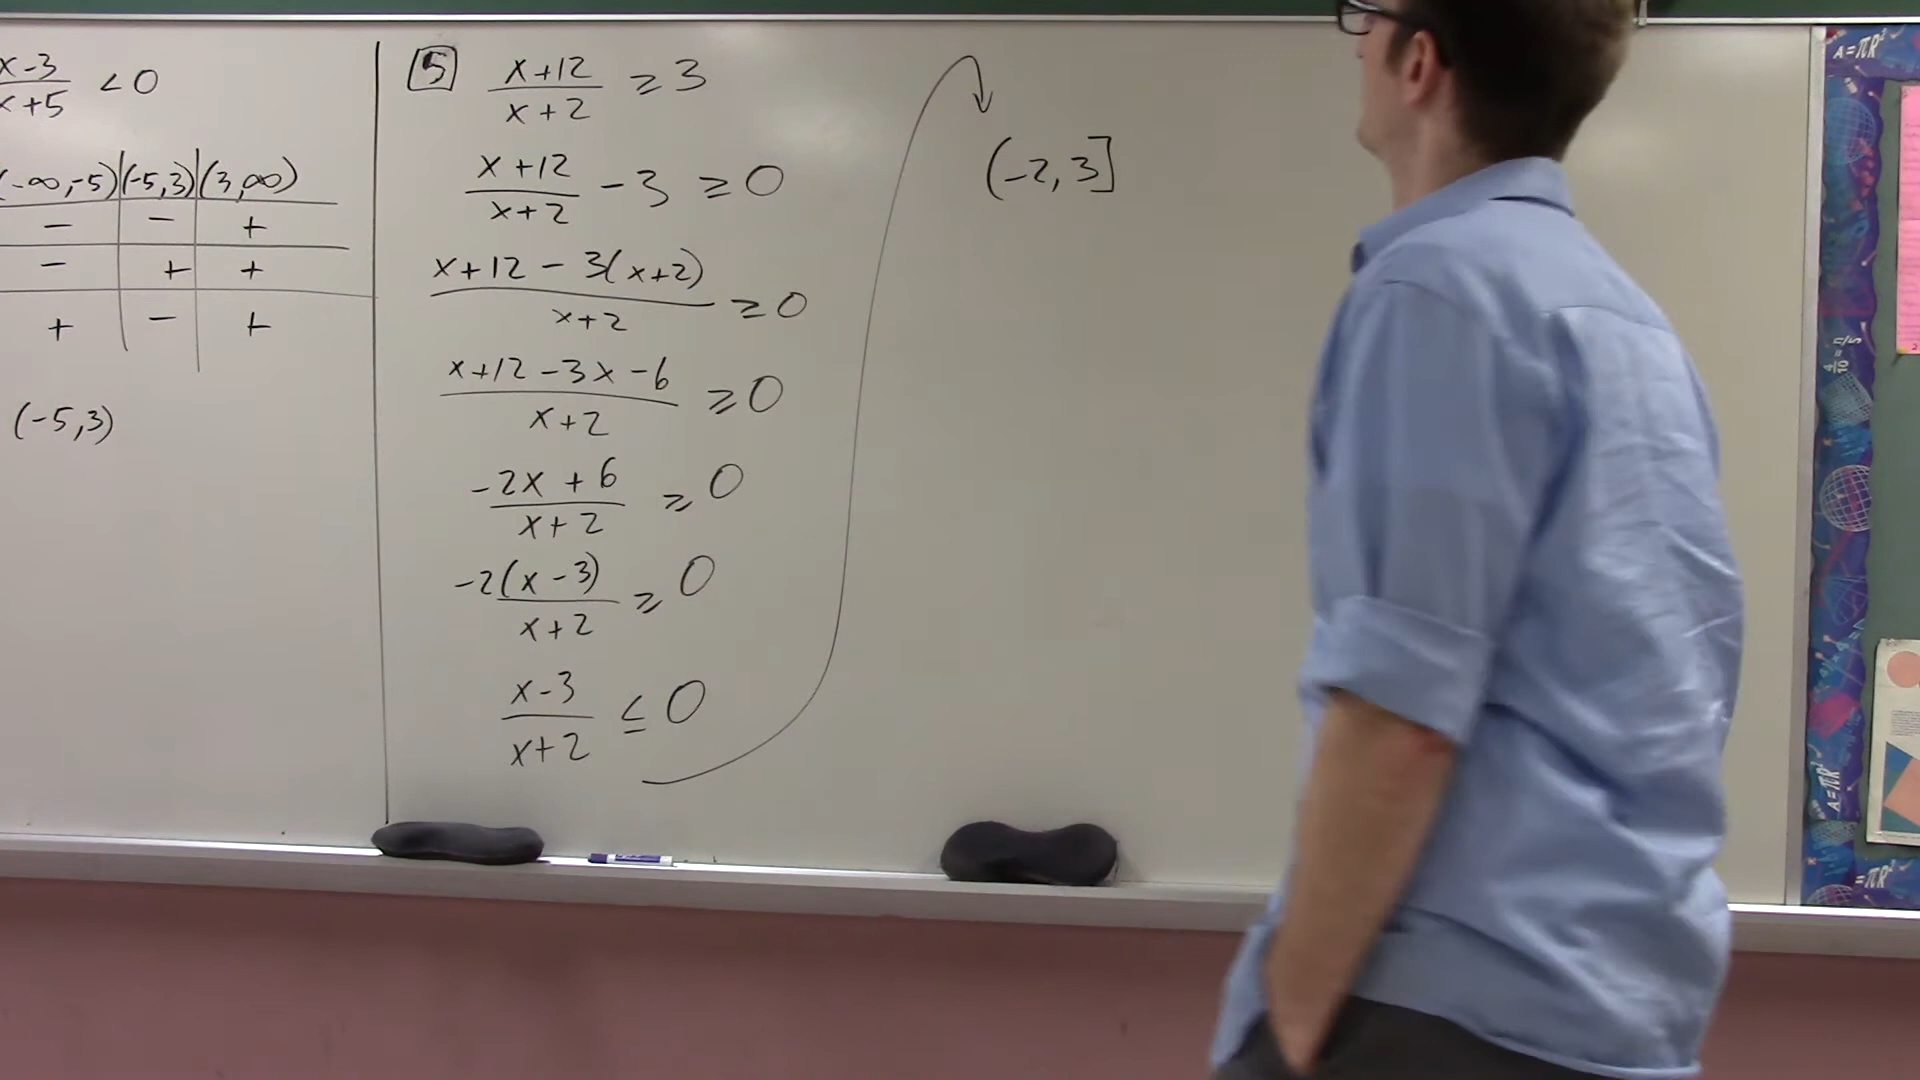 x-3
x+5 < 0
(-∞,-5) | (-5,3) | (3,∞)
- | - | +
- | + | +
+ | - | +
(-5,3)
5
x+12
x+2 ≥ 3
x+12
x+2 - 3 ≥ 0
x+12 - 3(x+2)
x+2 ≥ 0
x+12 - 3x - 6
x+2 ≥ 0
-2x + 6
x+2 ≥ 0
-2(x-3)
x+2 ≥ 0
x-3
x+2 ≤ 0
(-2,3]
A=πR²
A=πR²
=πR²